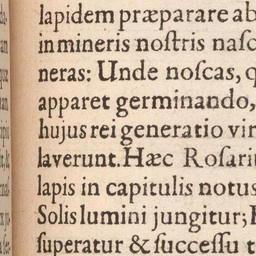 lapidem præparare ab
in mineris noſtris naſc
neras: Unde noſcas, q
apparet germinando,
hujus rei generatio vir
laverunt. Hæc Roſari
lapis in capitulis notus
Solis lumini jungitur;
ſuperatur & ſucceſſu t